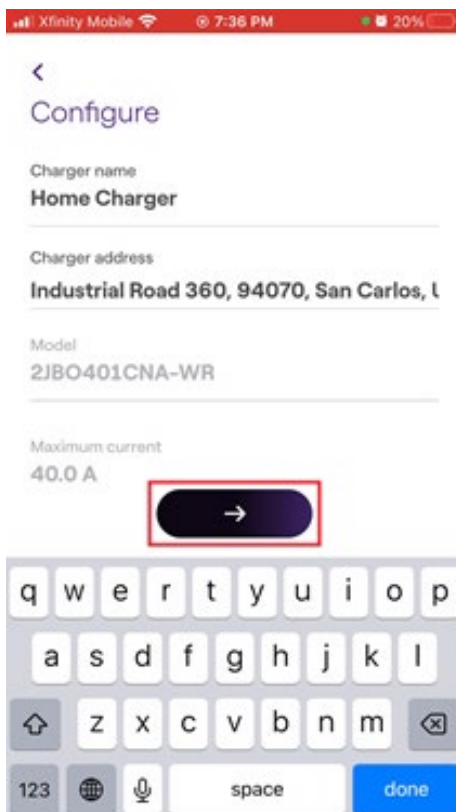 Xfinity Mobile 7:36 PM 20%
Configure
Charger name
Home Charger
Charger address
Industrial Road 360, 94070, San Carlos, U
Model
2JBO401CNA-WR
Maximum current
40.0 A
q w e r t y u i o p
a s d f g h j k l
z x c v b n m
123 space done